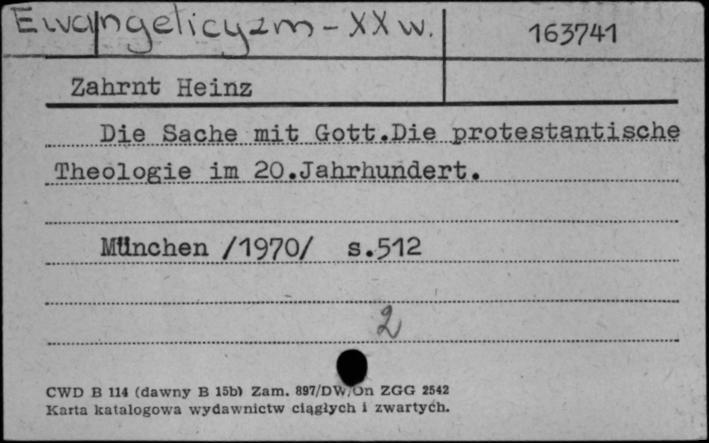 Ewangelicyzm - XX w.
163741
Zahrnt Heinz
Die Sache mit Gott.Die protestantische
Theologie im 20.Jahrhundert.
München /1970/ s.512
2
CWD B 114 (dawny B 15b) Zam. 897/DW/On ZGG 2542
Karta katalogowa wydawnictw ciągłych i zwartych.